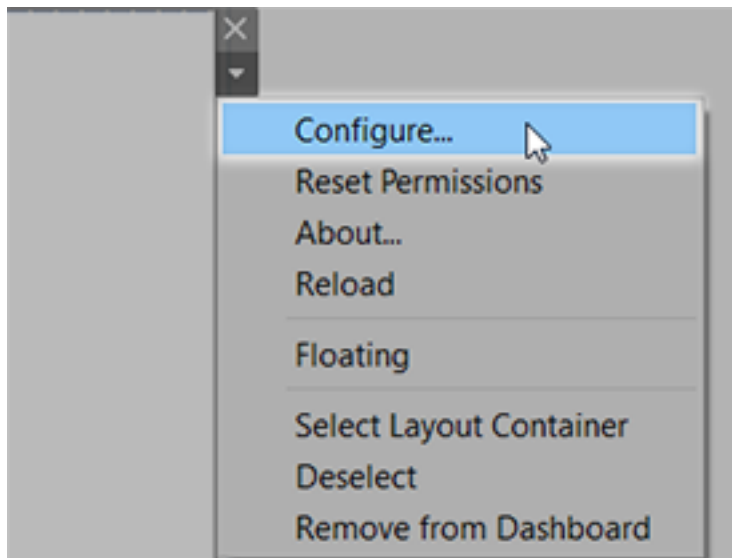 Configure...
Reset Permissions
About...
Reload
Floating
Select Layout Container
Deselect
Remove from Dashboard